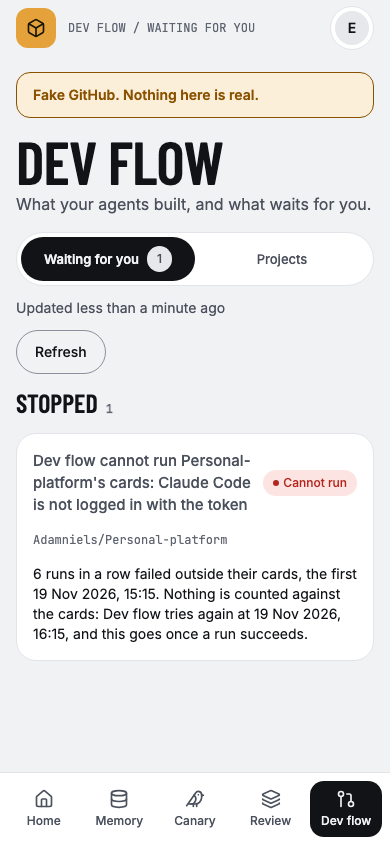 DEV FLOW / WAITING FOR YOU
E
Fake GitHub. Nothing here is real.
DEV FLOW
What your agents built, and what waits for you.
Waiting for you 1
Projects
Updated less than a minute ago
Refresh
STOPPED 1
Dev flow cannot run Personal-
platform's cards: Claude Code
is not logged in with the token
Cannot run
Adamniels/Personal-platform
6 runs in a row failed outside their cards, the first
19 Nov 2026, 15:15. Nothing is counted against
the cards: Dev flow tries again at 19 Nov 2026,
16:15, and this goes once a run succeeds.
Home
Memory
Canary
Review
Dev flow